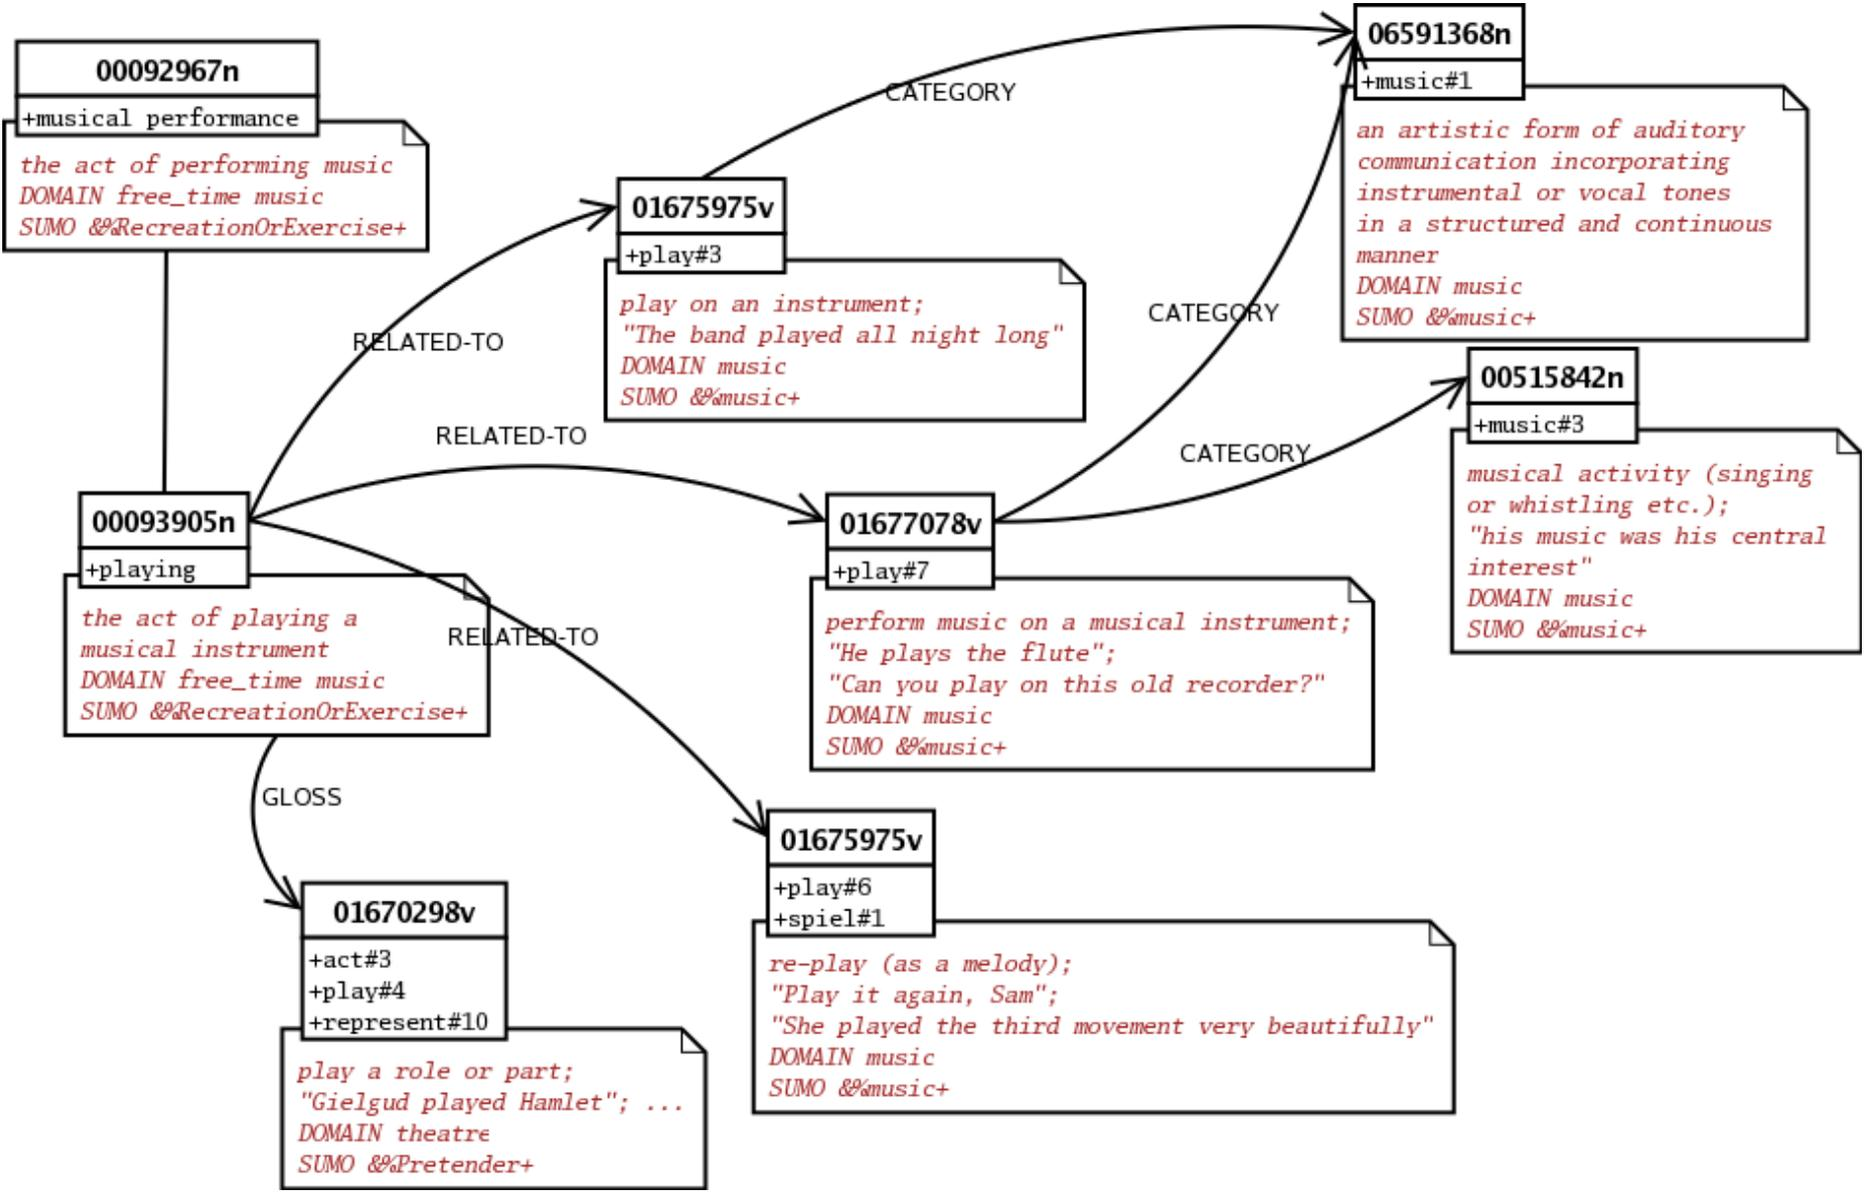 00092967n
+musical performance
the act of performing music
DOMAIN free_time music
SUMO &%RecreationOrExercise+
CATEGORY
06591368n
+music#1
an artistic form of auditory
communication incorporating
instrumental or vocal tones
in a structured and continuous
manner
DOMAIN music
SUMO &%music+
01675975v
+play#3
play on an instrument;
"The band played all night long"
DOMAIN music
SUMO &%music+
RELATED-TO
CATEGORY
RELATED-TO
CATEGORY
00515842n
+music#3
musical activity (singing
or whistling etc.);
"his music was his central
interest"
DOMAIN music
SUMO &%music+
00093905n
+playing
the act of playing a
musical instrument
DOMAIN free_time music
SUMO &%RecreationOrExercise+
RELATED-TO
01677078v
+play#7
perform music on a musical instrument;
"He plays the flute";
"Can you play on this old recorder?"
DOMAIN music
SUMO &%music+
GLOSS
01675975v
+play#6
+spiel#1
re-play (as a melody);
"Play it again, Sam";
"She played the third movement very beautifully"
DOMAIN music
SUMO &%music+
01670298v
+act#3
+play#4
+represent#10
play a role or part;
"Gielgud played Hamlet"; ...
DOMAIN theatre
SUMO &%Pretender+